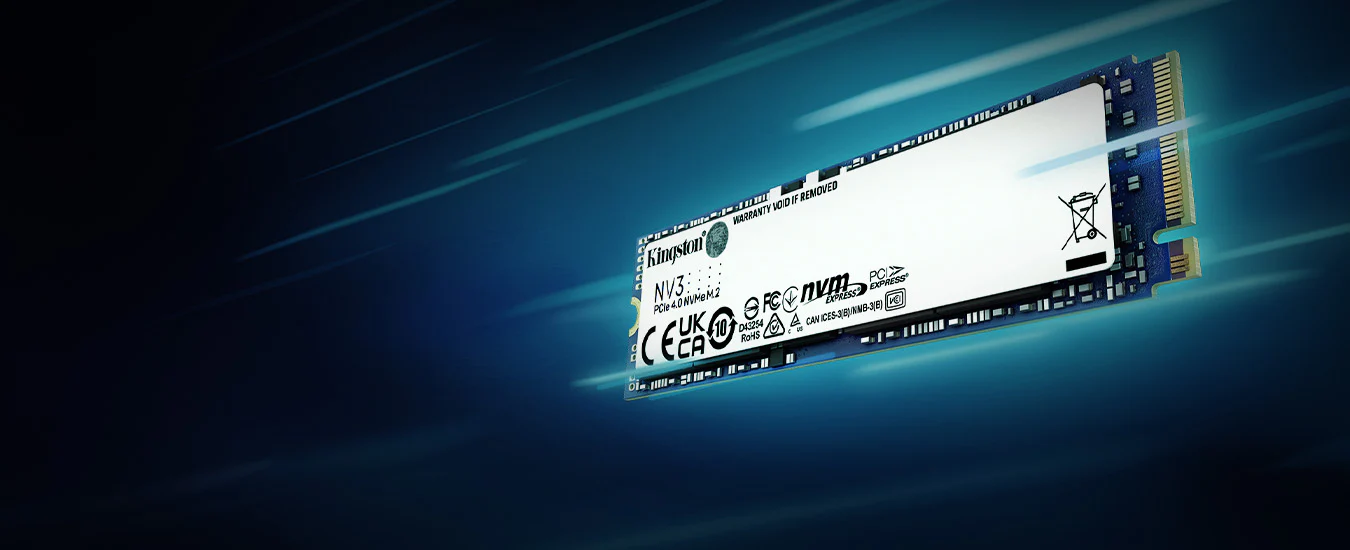 WARRANTY VOID IF REMOVED
Kingston®
NV3
PCIe 4.0 NVMe M.2
CE UK CA 10
D43254
RoHS
FC
nvm EXPRESS®
PCI EXPRESS®
C US
CAN ICES-3(B)/NMB-3(B)
VCI